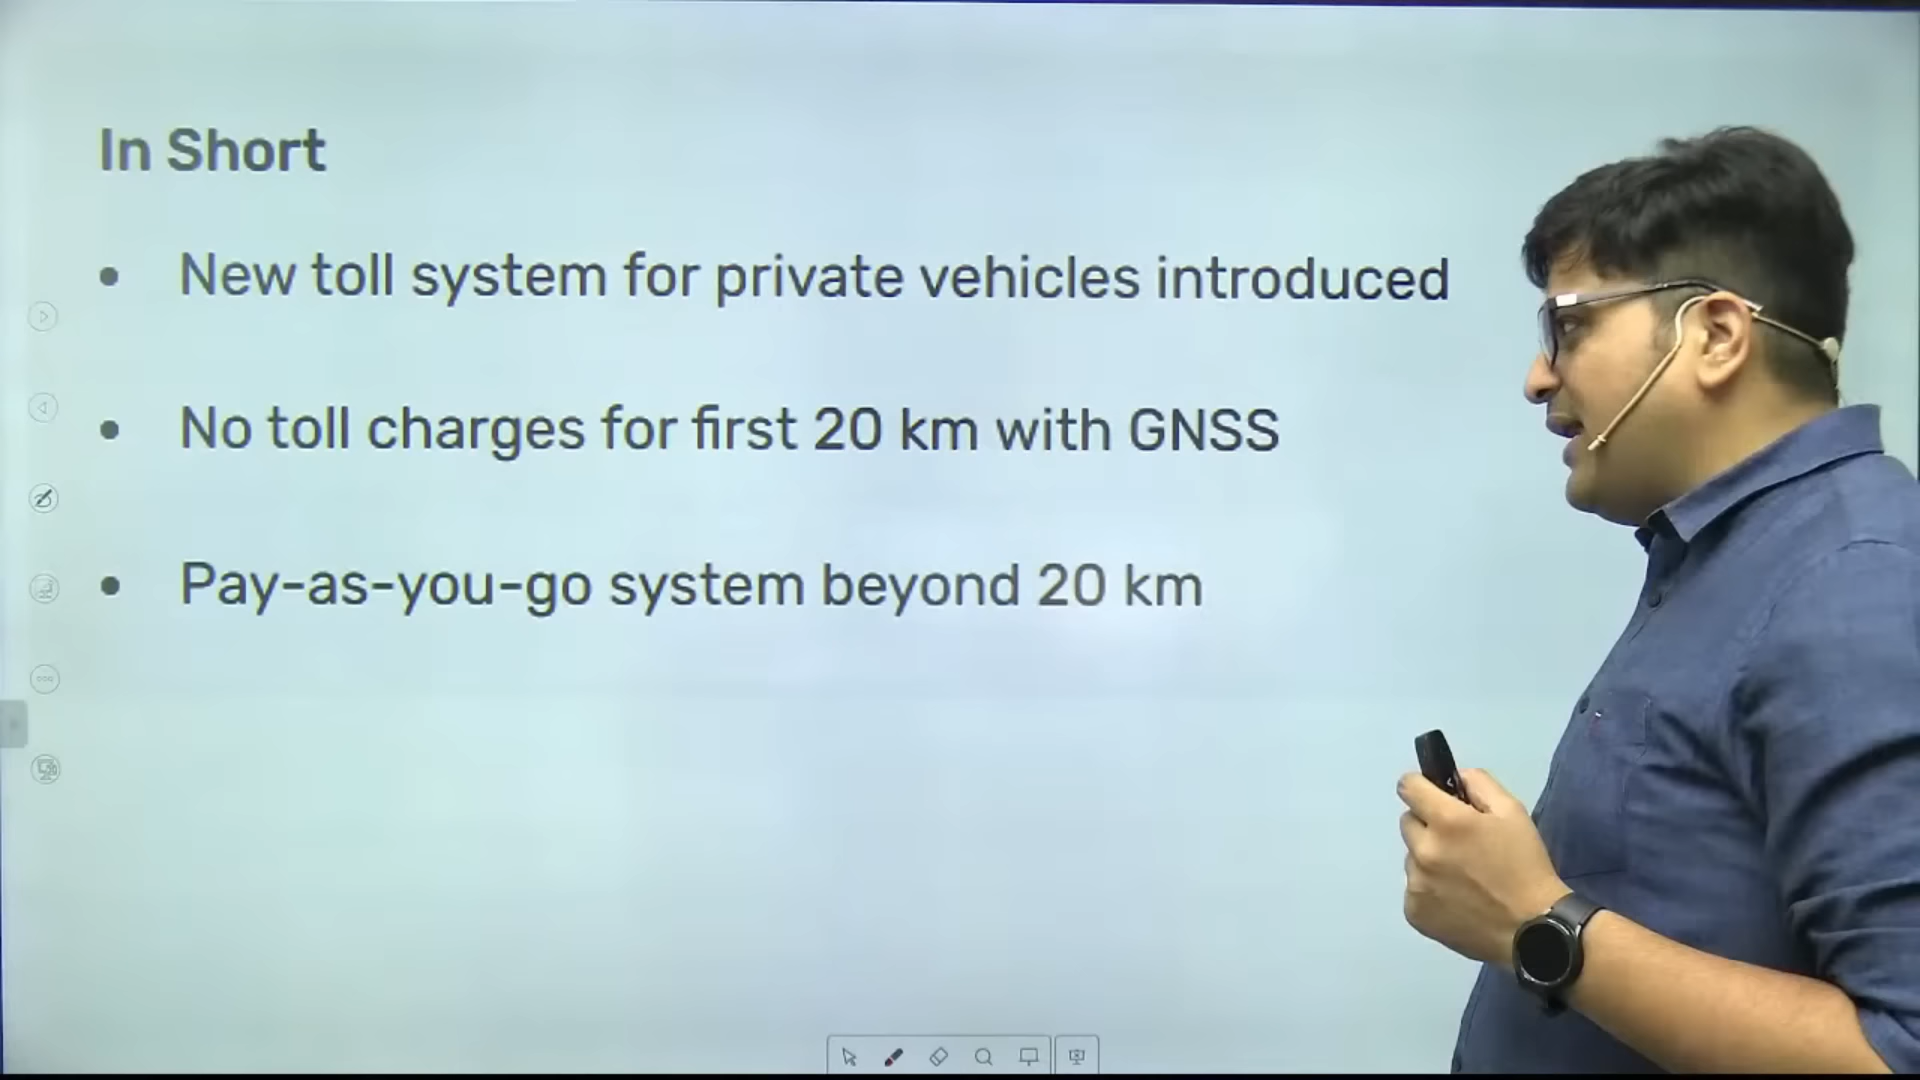 In Short
• New toll system for private vehicles introduced
• No toll charges for first 20 km with GNSS
• Pay-as-you-go system beyond 20 km